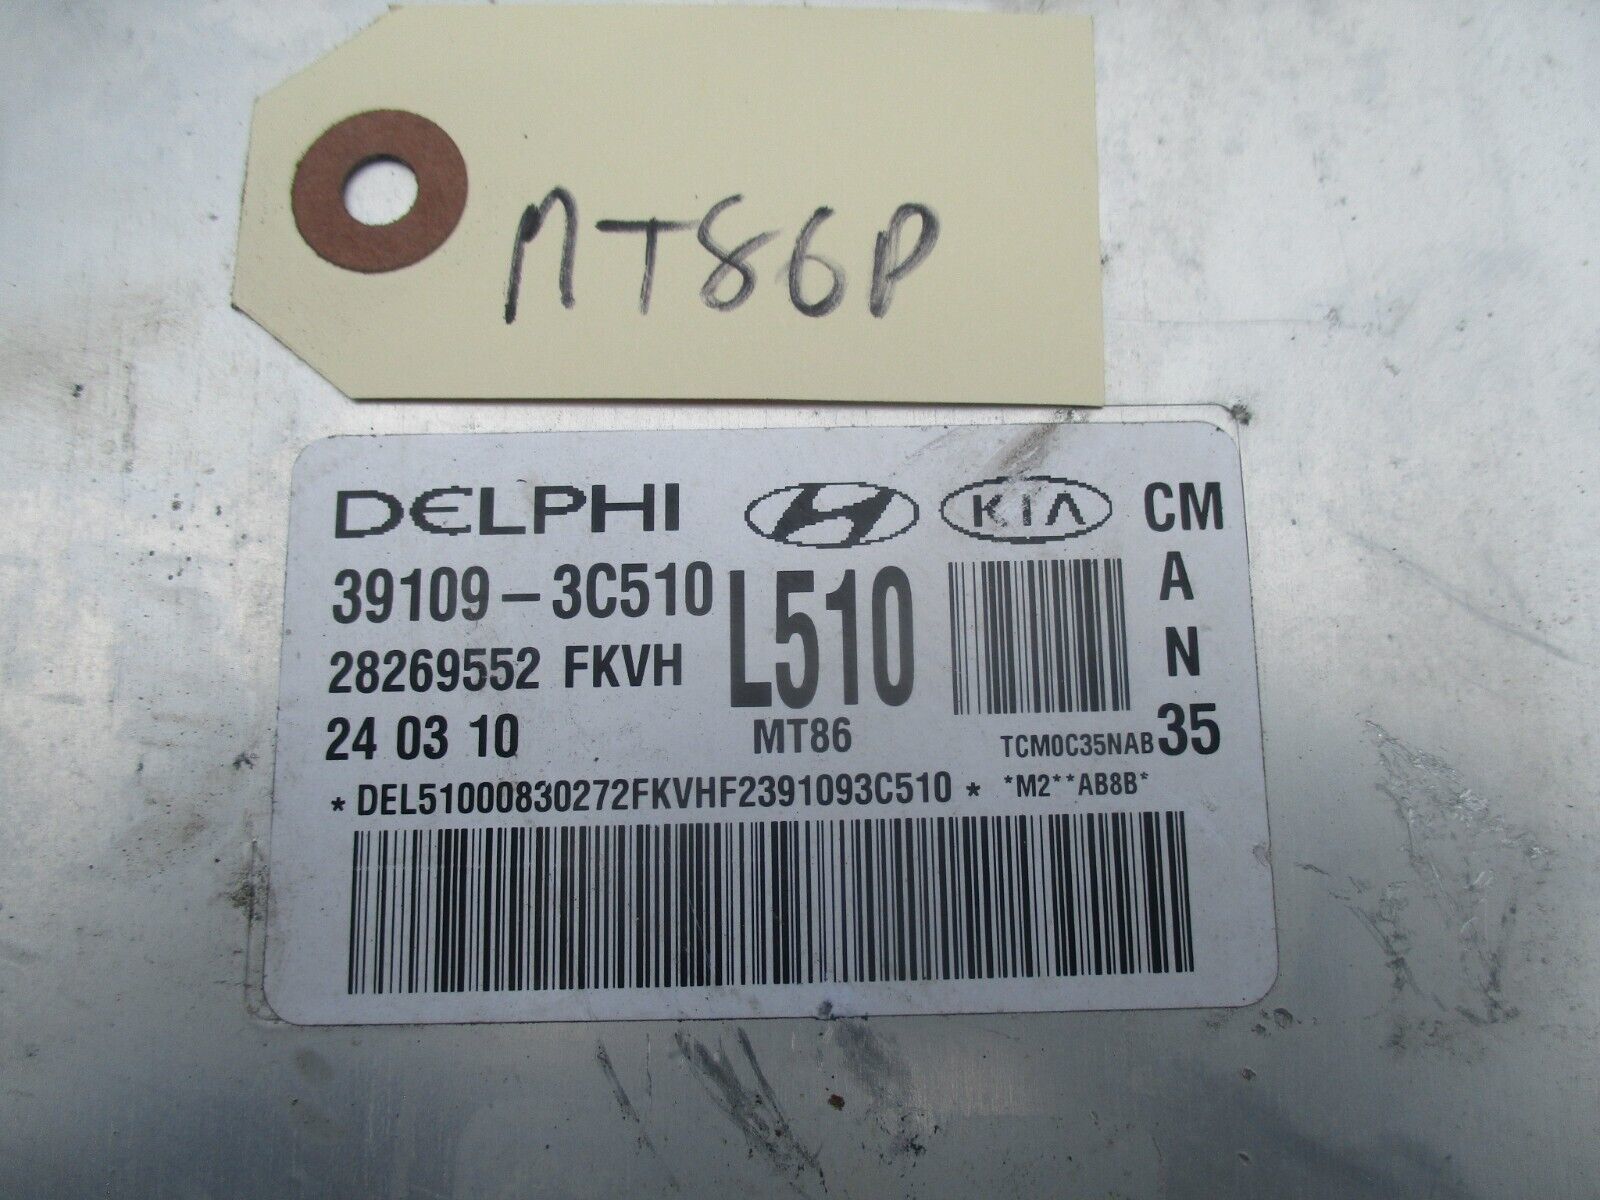 MT86P
DELPHI KIA CM
39109-3C510 L510 A
28269552 FKVH N
24 03 10 MT86 TCM0C35NAB 35
*DEL51000830272FKVHF2391093C510* *M2**AB8B*